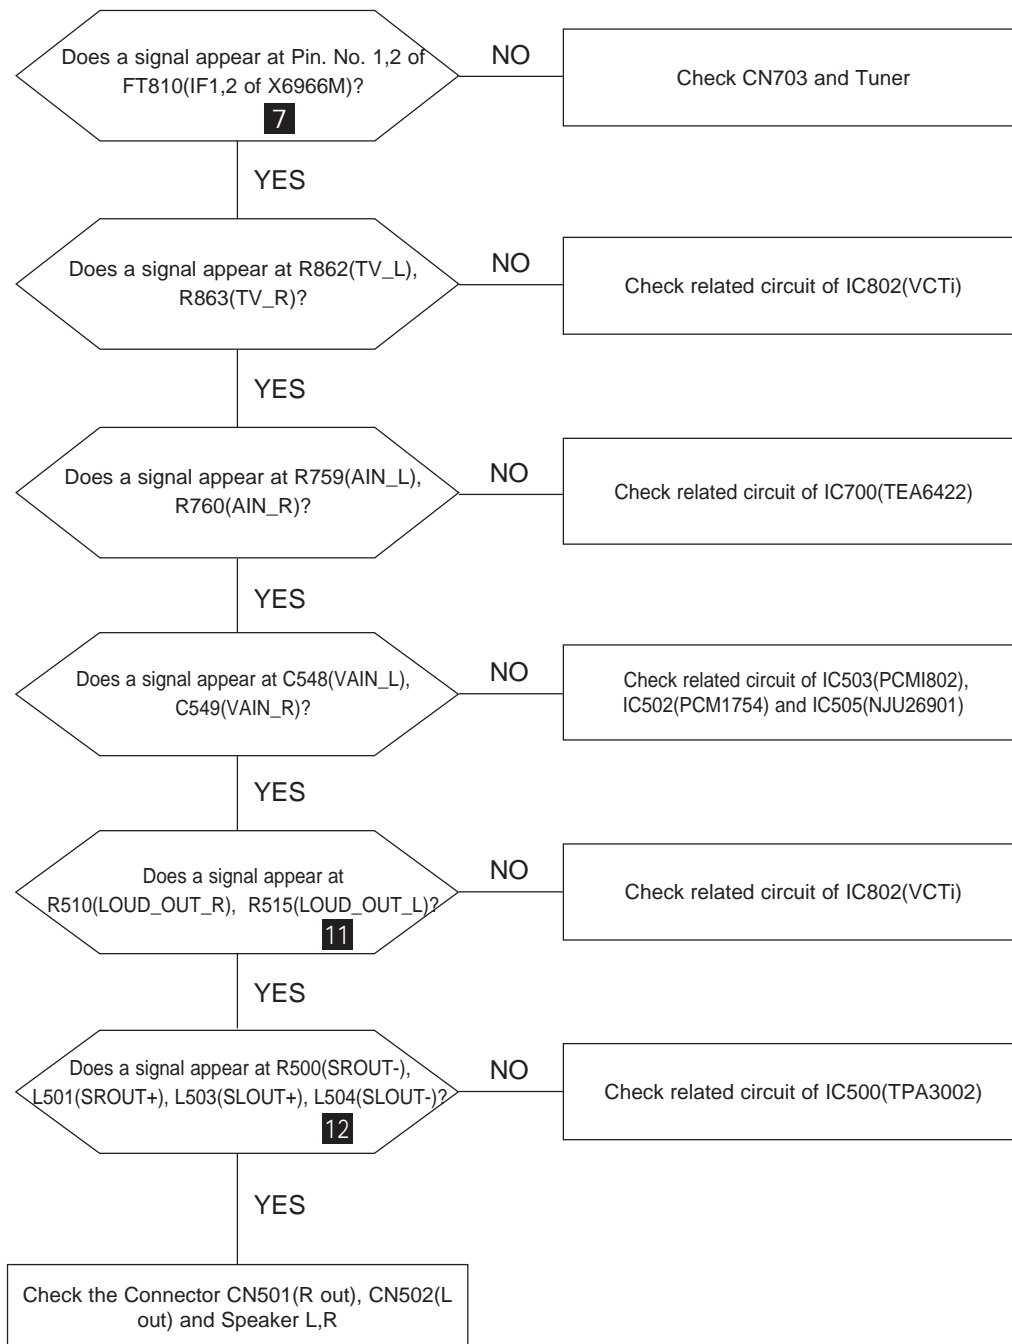 Does a signal appear at Pin. No. 1,2 of
FT810(IF1,2 of X6966M)?
7
NO
Check CN703 and Tuner
YES
Does a signal appear at R862(TV_L),
R863(TV_R)?
NO
Check related circuit of IC802(VCTi)
YES
Does a signal appear at R759(AIN_L),
R760(AIN_R)?
NO
Check related circuit of IC700(TEA6422)
YES
Does a signal appear at C548(VAIN_L),
C549(VAIN_R)?
NO
Check related circuit of IC503(PCMI802),
IC502(PCM1754) and IC505(NJU26901)
YES
Does a signal appear at
R510(LOUD_OUT_R), R515(LOUD_OUT_L)?
11
NO
Check related circuit of IC802(VCTi)
YES
Does a signal appear at R500(SROUT-),
L501(SROUT+), L503(SLOUT+), L504(SLOUT-)?
12
NO
Check related circuit of IC500(TPA3002)
YES
Check the Connector CN501(R out), CN502(L
out) and Speaker L,R